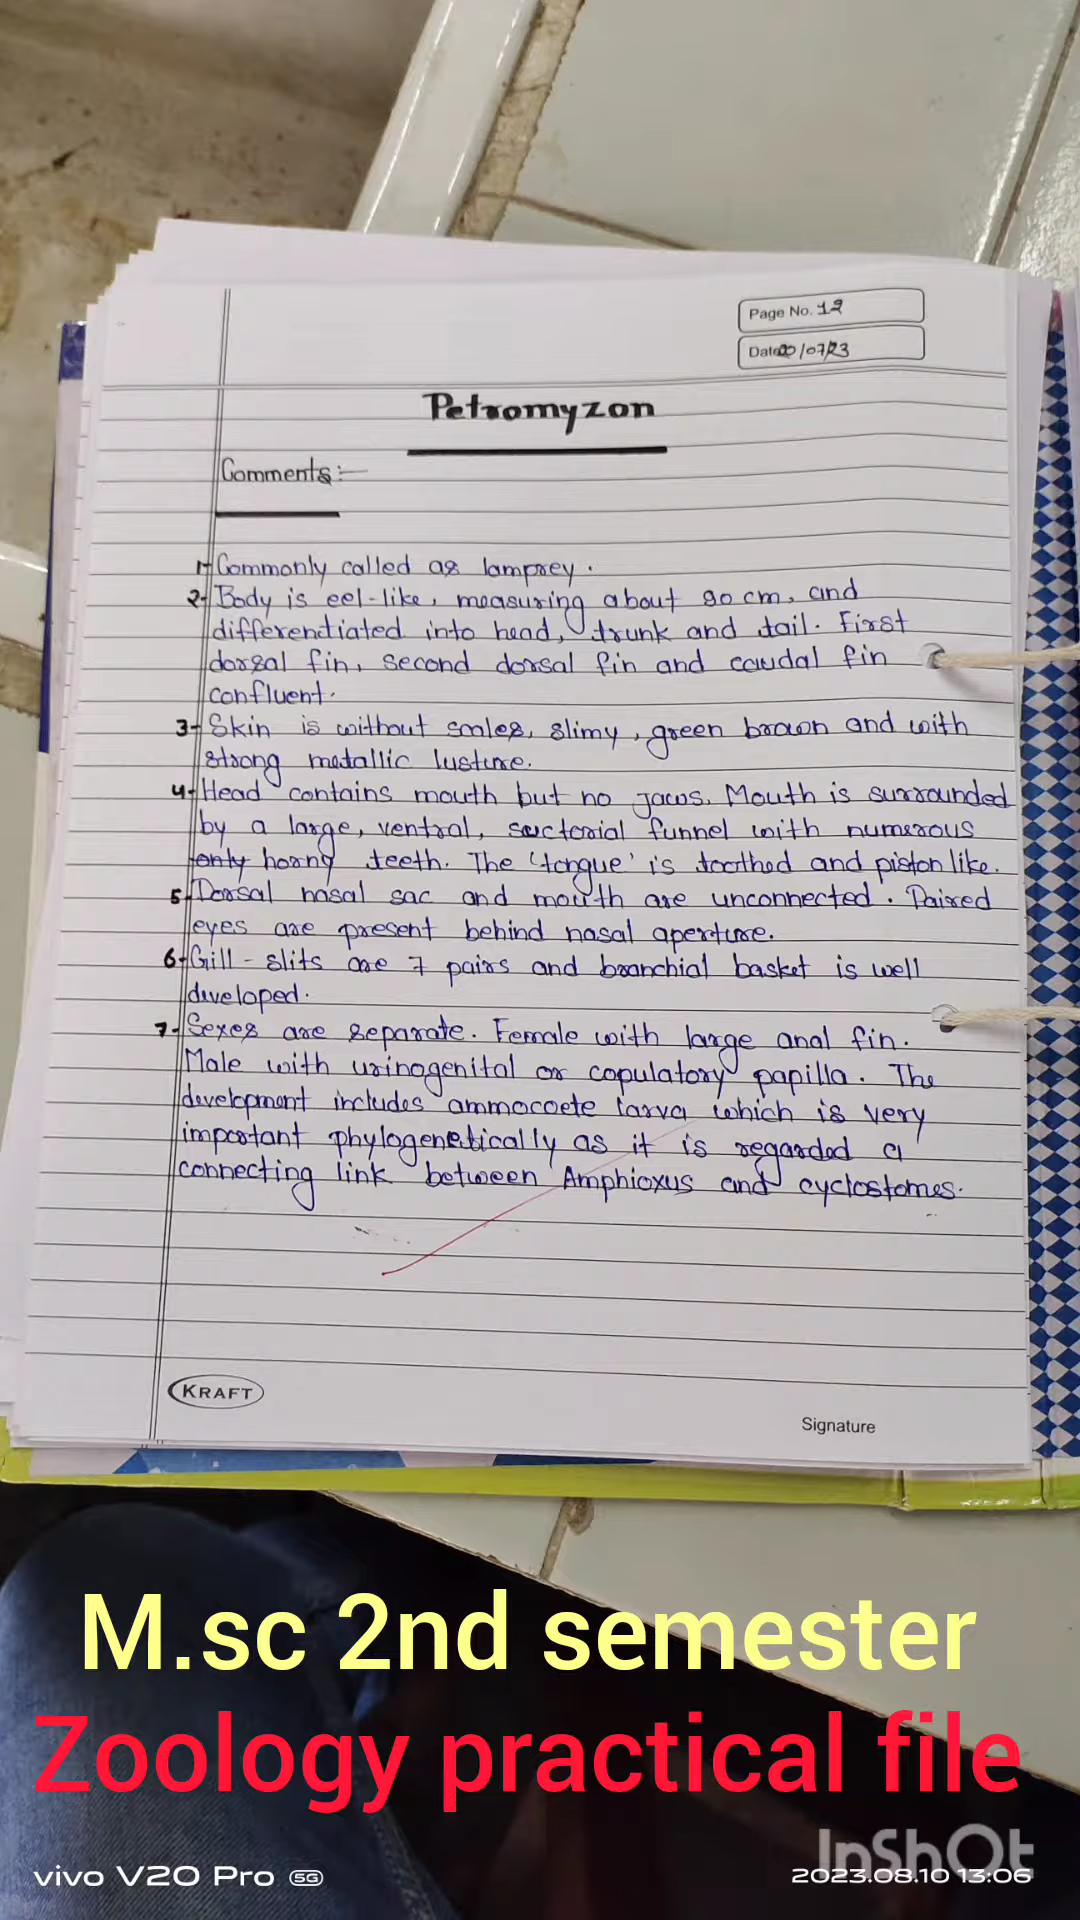 Page No. 12
Date 20/07/23
Petromyzon
Comments:-
1- Commonly called as lamprey.
2- Body is eel-like, measuring about 90 cm, and
differentiated into head, trunk and tail. First
dorsal fin, second dorsal fin and caudal fin
confluent.
3- Skin is without scales, slimy, green brown and with
strong metallic lusture.
4- Head contains mouth but no jaws. Mouth is surrounded
by a large, ventral, suctorial funnel with numerous
only horny teeth. The 'tongue' is toothed and piston like.
5- Dorsal nasal sac and mouth are unconnected. Paired
eyes are present behind nasal aperture.
6- Gill-slits are 7 pairs and branchial basket is well
developed.
7- Sexes are separate. Female with large anal fin.
Male with urinogenital or copulatory papilla. The
development includes ammocoete larva which is very
important phylogenetically as it is regarded a
connecting link between Amphioxus and cyclostomes.
KRAFT
Signature
M.sc 2nd semester
Zoology practical file
InShOt
vivo V20 Pro 5G
2023.08.10 13:06